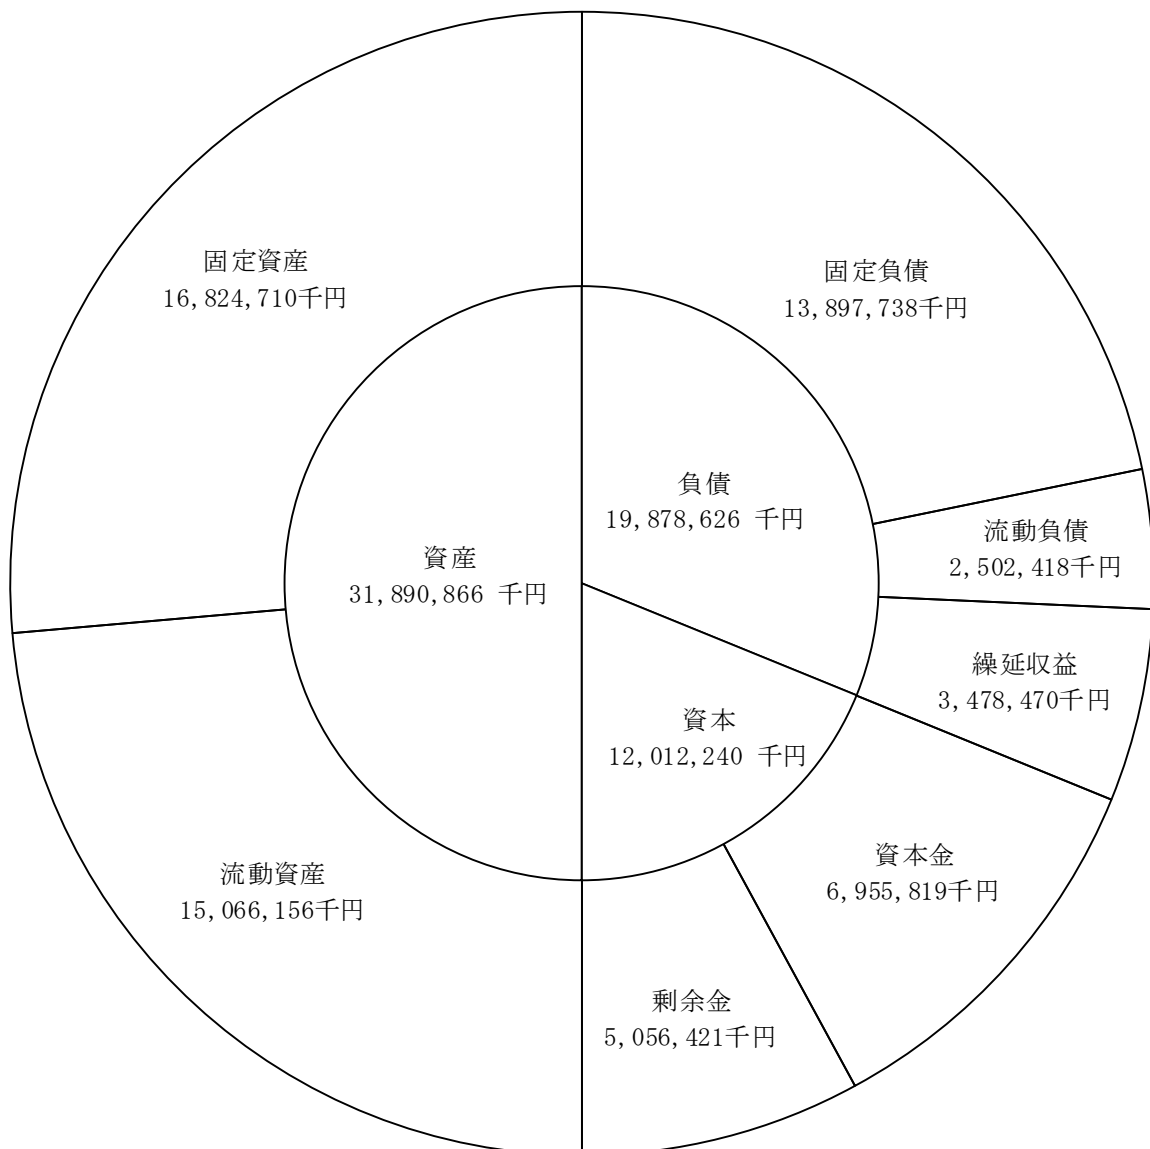 固定資産
16,824,710千円
固定負債
13,897,738千円
負債
19,878,626 千円
流動負債
2,502,418千円
資産
31,890,866 千円
繰延収益
3,478,470千円
資本
12,012,240 千円
資本金
6,955,819千円
流動資産
15,066,156千円
剰余金
5,056,421千円